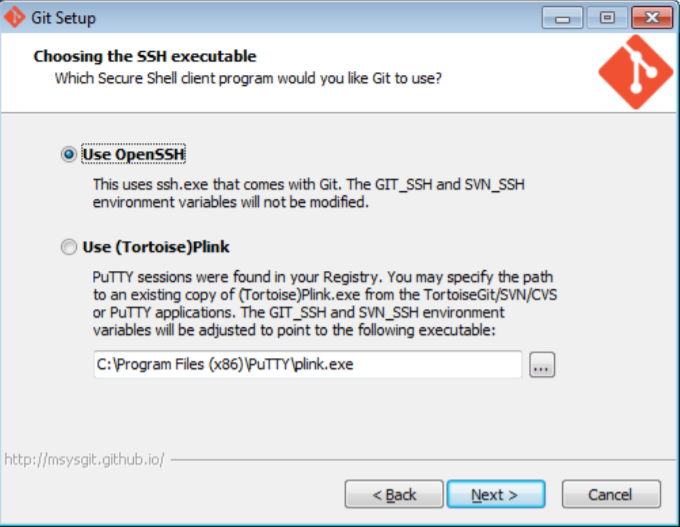 Git Setup
Choosing the SSH executable
Which Secure Shell client program would you like Git to use?
Use OpenSSH
This uses ssh.exe that comes with Git. The GIT_SSH and SVN_SSH
environment variables will not be modified.
Use (Tortoise)Plink
PuTTY sessions were found in your Registry. You may specify the path
to an existing copy of (Tortoise)Plink.exe from the TortoiseGit/SVN/CVS
or PuTTY applications. The GIT_SSH and SVN_SSH environment
variables will be adjusted to point to the following executable:
C:\Program Files (x86)\PuTTY\plink.exe
...
http://msysgit.github.io/
< Back
Next >
Cancel